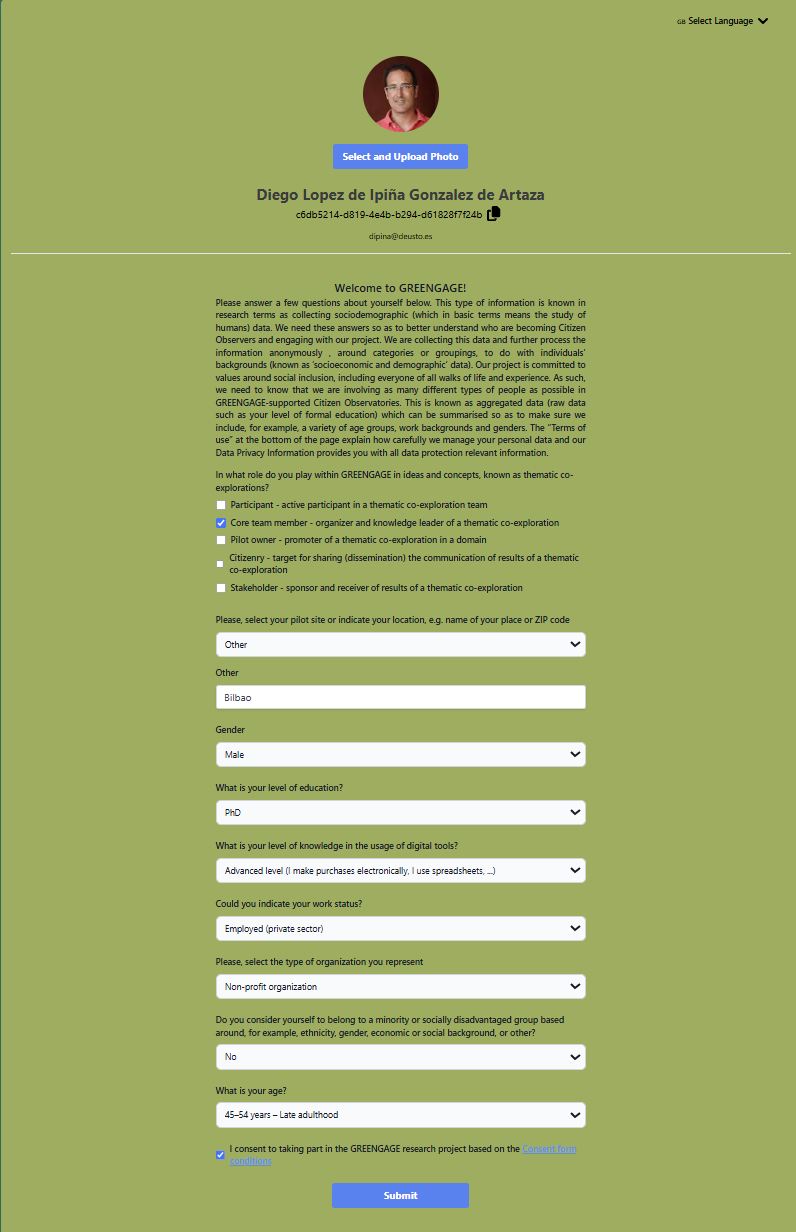 GB Select Language
Select and Upload Photo
Diego Lopez de Ipiña Gonzalez de Artaza
c6db5214-d819-4e4b-b294-d61828f7f24b
dipina@deusto.es
Welcome to GREENGAGE!
Please answer a few questions about yourself below. This type of information is known in
research terms as collecting sociodemographic (which in basic terms means the study of
humans) data. We need these answers so as to better understand who are becoming Citizen
Observers and engaging with our project. We are collecting this data and further process the
information anonymously , around categories or groupings, to do with individuals'
backgrounds (known as 'socioeconomic and demographic' data). Our project is committed to
values around social inclusion, including everyone of all walks of life and experience. As such,
we need to know that we are involving as many different types of people as possible in
GREENGAGE-supported Citizen Observatories. This is known as aggregated data (raw data
such as your level of formal education) which can be summarised so as to make sure we
include, for example, a variety of age groups, work backgrounds and genders. The “Terms of
use” at the bottom of the page explain how carefully we manage your personal data and our
Data Privacy Information provides you with all data protection relevant information.
In what role do you play within GREENGAGE in ideas and concepts, known as thematic co-
explorations?
Participant - active participant in a thematic co-exploration team
Core team member - organizer and knowledge leader of a thematic co-exploration
Pilot owner - promoter of a thematic co-exploration in a domain
Citizenry - target for sharing (dissemination) the communication of results of a thematic
co-exploration
Stakeholder - sponsor and receiver of results of a thematic co-exploration
Please, select your pilot site or indicate your location, e.g. name of your place or ZIP code
Other
Other
Bilbao
Gender
Male
What is your level of education?
PhD
What is your level of knowledge in the usage of digital tools?
Advanced level (I make purchases electronically, I use spreadsheets, ...)
Could you indicate your work status?
Employed (private sector)
Please, select the type of organization you represent
Non-profit organization
Do you consider yourself to belong to a minority or socially disadvantaged group based
around, for example, ethnicity, gender, economic or social background, or other?
No
What is your age?
45–54 years – Late adulthood
I consent to taking part in the GREENGAGE research project based on the Consent form
conditions
Submit